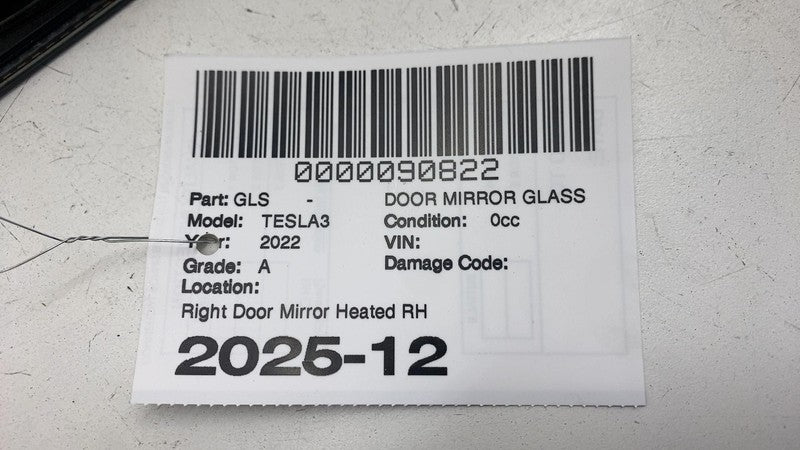 0000090822
Part: GLS - DOOR MIRROR GLASS
Model: TESLA3 Condition: 0cc
Year: 2022 VIN:
Grade: A Damage Code:
Location:
Right Door Mirror Heated RH
2025-12